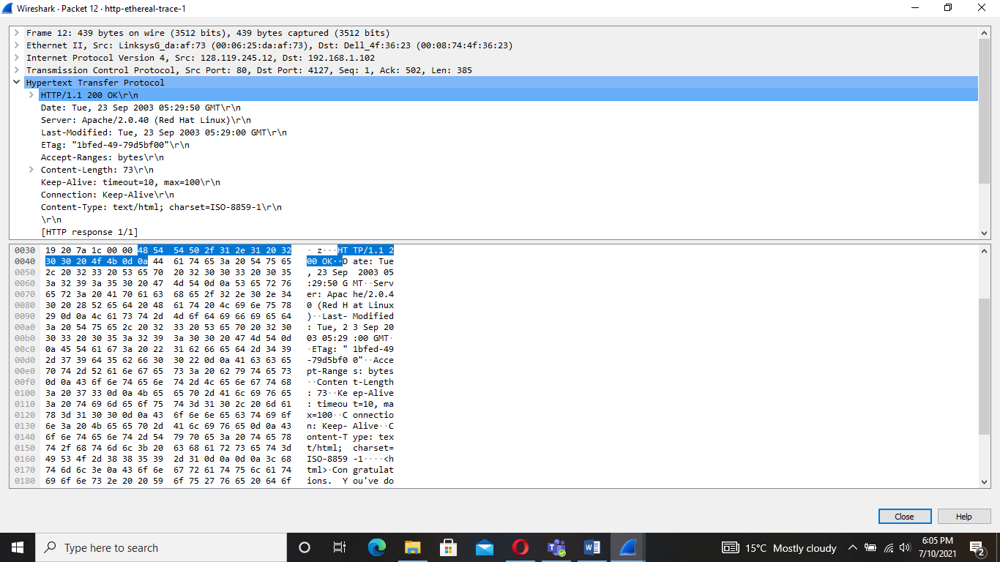 Wireshark · Packet 12 · http-ethereal-trace-1
Frame 12: 439 bytes on wire (3512 bits), 439 bytes captured (3512 bits)
Ethernet II, Src: LinksysG_da:af:73 (00:06:25:da:af:73), Dst: Dell_4f:36:23 (00:08:74:4f:36:23)
Internet Protocol Version 4, Src: 128.119.245.12, Dst: 192.168.1.102
Transmission Control Protocol, Src Port: 80, Dst Port: 4127, Seq: 1, Ack: 502, Len: 385
Hypertext Transfer Protocol
HTTP/1.1 200 OK\r\n
Date: Tue, 23 Sep 2003 05:29:50 GMT\r\n
Server: Apache/2.0.40 (Red Hat Linux)\r\n
Last-Modified: Tue, 23 Sep 2003 05:29:00 GMT\r\n
ETag: "1bfed-49-79d5bf00"\r\n
Accept-Ranges: bytes\r\n
Content-Length: 73\r\n
Keep-Alive: timeout=10, max=100\r\n
Connection: Keep-Alive\r\n
Content-Type: text/html; charset=ISO-8859-1\r\n
\r\n
[HTTP response 1/1]
0030 19 20 7a 1c 00 00 48 54 54 50 2f 31 2e 31 20 32 · z···HT TP/1.1 2
0040 30 30 20 4f 4b 0d 0a 44 61 74 65 3a 20 54 75 65 00 OK··D ate: Tue
0050 2c 20 32 33 20 53 65 70 20 32 30 30 33 20 30 35 , 23 Sep 2003 05
0060 3a 32 39 3a 35 30 20 47 4d 54 0d 0a 53 65 72 76 :29:50 G MT··Serv
0070 65 72 3a 20 41 70 61 63 68 65 2f 32 2e 30 2e 34 er: Apac he/2.0.4
0080 30 20 28 52 65 64 20 48 61 74 20 4c 69 6e 75 78 0 (Red H at Linux
0090 29 0d 0a 4c 61 73 74 2d 4d 6f 64 69 66 69 65 64 )··Last- Modified
00a0 3a 20 54 75 65 2c 20 32 33 20 53 65 70 20 32 30 : Tue, 2 3 Sep 20
00b0 30 33 20 30 35 3a 32 39 3a 30 30 20 47 4d 54 0d 03 05:29 :00 GMT·
00c0 0a 45 54 61 67 3a 20 22 31 62 66 65 64 2d 34 39 ·ETag: " 1bfed-49
00d0 2d 37 39 64 35 62 66 30 30 22 0d 0a 41 63 63 65 -79d5bf0 0"··Acce
00e0 70 74 2d 52 61 6e 67 65 73 3a 20 62 79 74 65 73 pt-Range s: bytes
00f0 0d 0a 43 6f 6e 74 65 6e 74 2d 4c 65 6e 67 74 68 ··Conten t-Length
0100 3a 20 37 33 0d 0a 4b 65 65 70 2d 41 6c 69 76 65 : 73··Ke ep-Alive
0110 3a 20 74 69 6d 65 6f 75 74 3d 31 30 2c 20 6d 61 : timeou t=10, ma
0120 78 3d 31 30 30 0d 0a 43 6f 6e 6e 65 63 74 69 6f x=100··C onnectio
0130 6e 3a 20 4b 65 65 70 2d 41 6c 69 76 65 0d 0a 43 n: Keep- Alive··C
0140 6f 6e 74 65 6e 74 2d 54 79 70 65 3a 20 74 65 78 ontent-T ype: tex
0150 74 2f 68 74 6d 6c 3b 20 63 68 61 72 73 65 74 3d t/html; charset=
0160 49 53 4f 2d 38 38 35 39 2d 31 0d 0a 0d 0a 3c 68 ISO-8859 -1····<h
0170 74 6d 6c 3e 0a 43 6f 6e 67 72 61 74 75 6c 61 74 tml>·Con gratulat
0180 69 6f 6e 73 2e 20 20 59 6f 75 27 76 65 20 64 6f ions. Y ou've do
Close
Help
Type here to search
15°C Mostly cloudy
6:05 PM
7/10/2021
2